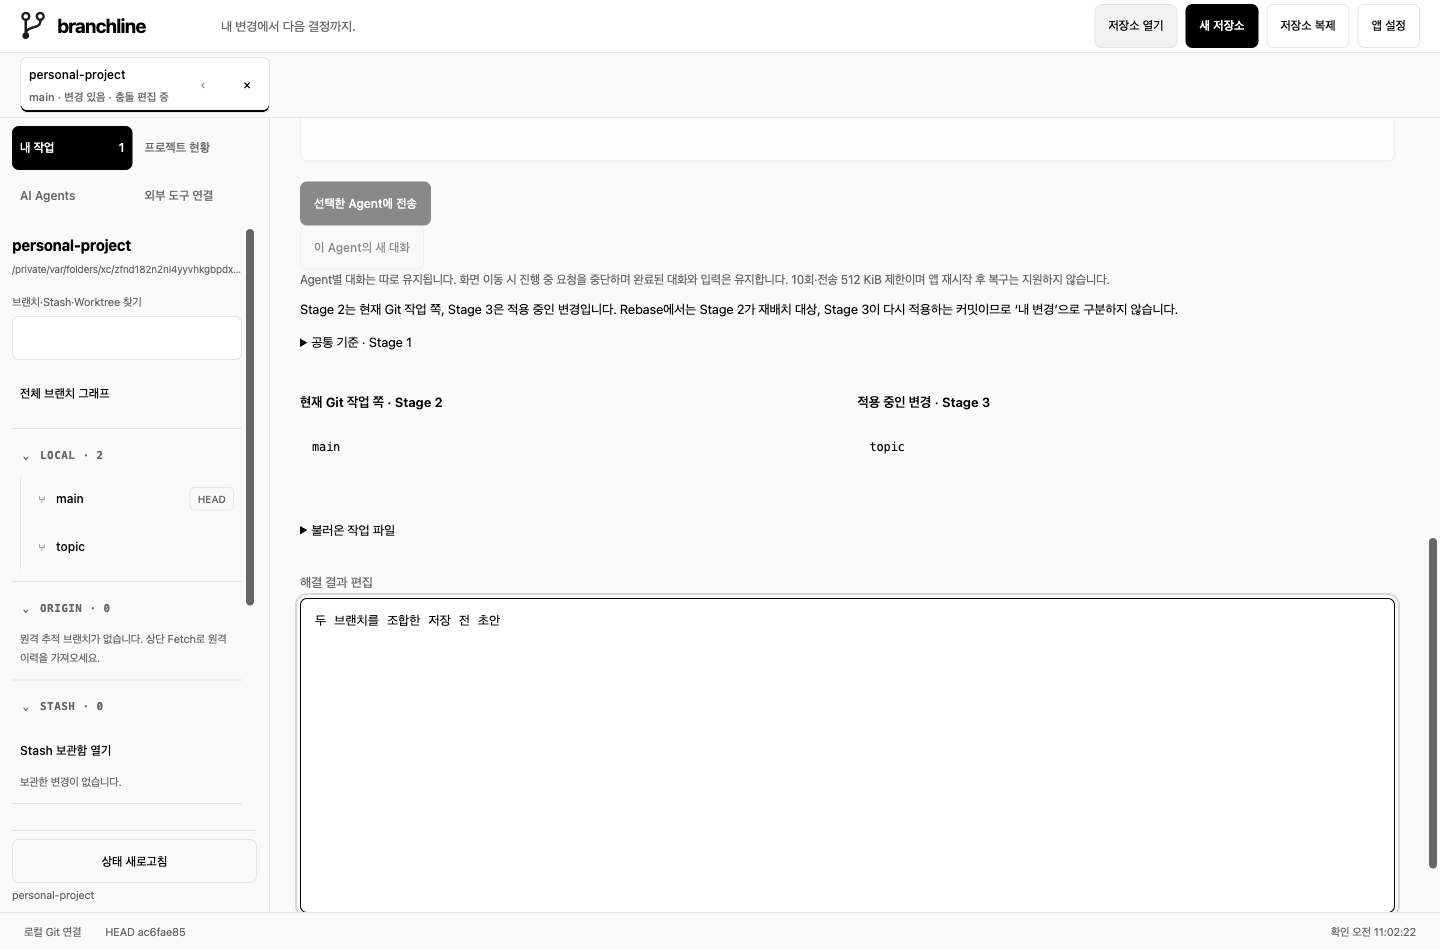 branchline
내 변경에서 다음 결정까지.
저장소 열기
새 저장소
저장소 복제
앱 설정
personal-project
main · 변경 있음 · 충돌 편집 중
내 작업 1
프로젝트 현황
AI Agents
외부 도구 연결
personal-project
/private/var/folders/xc/zfnd182n2nl4yyvhkgbpdx...
브랜치·Stash·Worktree 찾기
전체 브랜치 그래프
LOCAL · 2
main HEAD
topic
ORIGIN · 0
원격 추적 브랜치가 없습니다. 상단 Fetch로 원격
이력을 가져오세요.
STASH · 0
Stash 보관함 열기
보관한 변경이 없습니다.
상태 새로고침
personal-project
선택한 Agent에 전송
이 Agent의 새 대화
Agent별 대화는 따로 유지됩니다. 화면 이동 시 진행 중 요청을 중단하며 완료된 대화와 입력은 유지합니다. 10회·전송 512 KiB 제한이며 앱 재시작 후 복구는 지원하지 않습니다.
Stage 2는 현재 Git 작업 쪽, Stage 3은 적용 중인 변경입니다. Rebase에서는 Stage 2가 재배치 대상, Stage 3이 다시 적용하는 커밋이므로 ‘내 변경’으로 구분하지 않습니다.
▶ 공통 기준 · Stage 1
현재 Git 작업 쪽 · Stage 2
main
적용 중인 변경 · Stage 3
topic
▶ 불러온 작업 파일
해결 결과 편집
두 브랜치를 조합한 저장 전 초안
로컬 Git 연결
HEAD ac6fae85
확인 오전 11:02:22